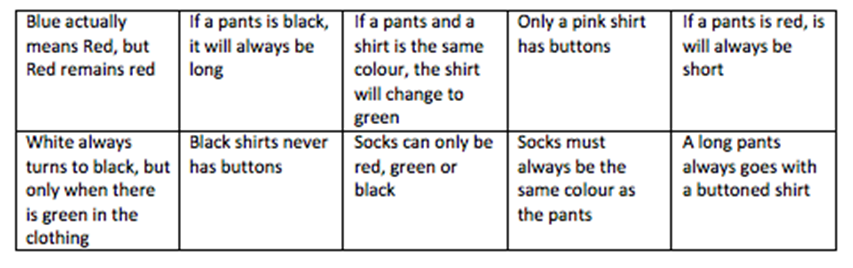 Blue actually
means Red, but
Red remains red
If a pants is black,
it will always be
long
If a pants and a
shirt is the same
colour, the shirt
will change to
green
Only a pink shirt
has buttons
If a pants is red, is
will always be
short
White always
turns to black, but
only when there
is green in the
clothing
Black shirts never
has buttons
Socks can only be
red, green or
black
Socks must
always be the
same colour as
the pants
A long pants
always goes with
a buttoned shirt